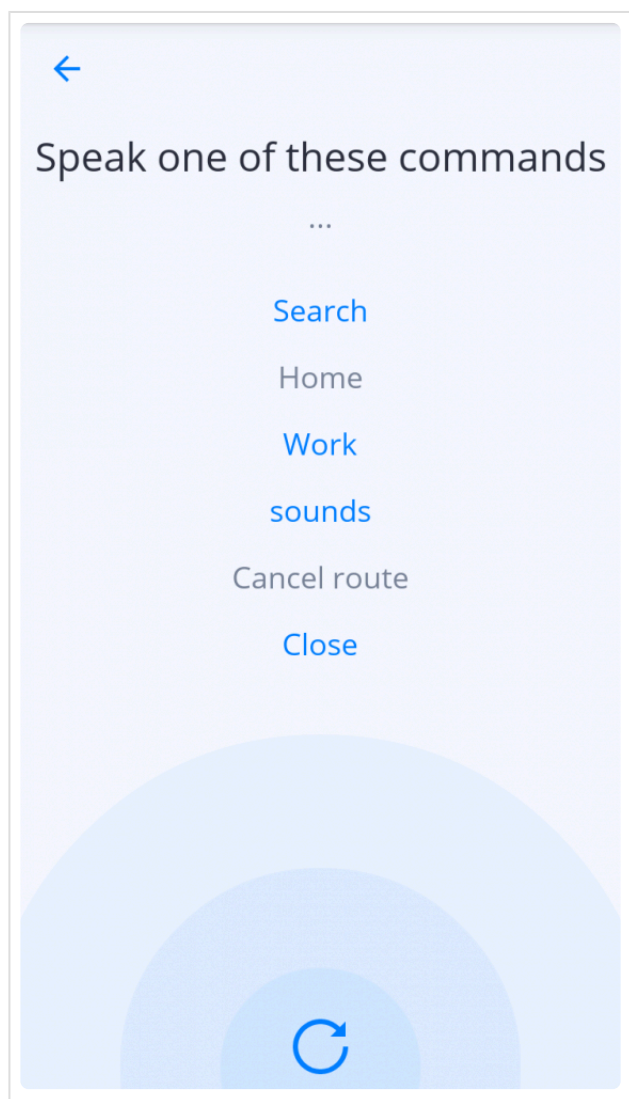 Speak one of these commands
...
Search
Home
Work
sounds
Cancel route
Close